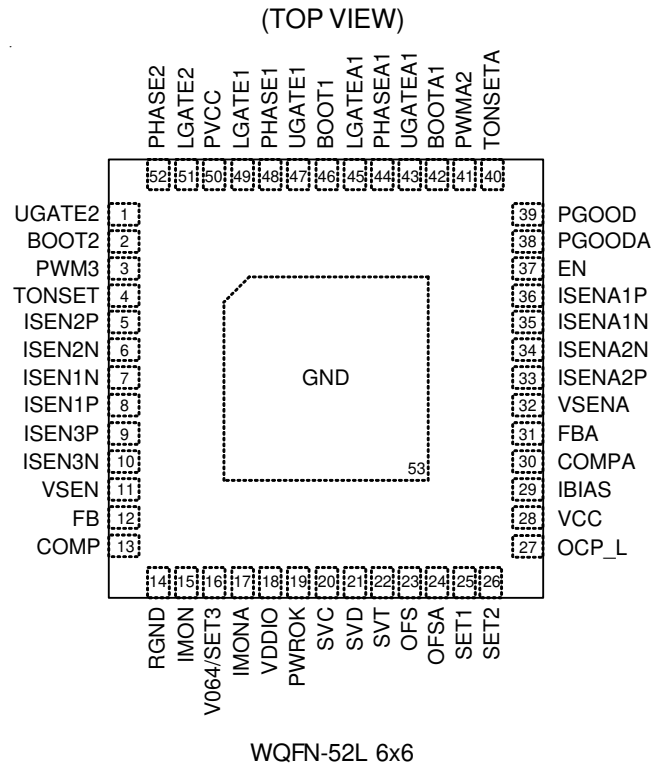 (TOP VIEW)
PHASE2
LGATE2
PVCC
LGATE1
PHASE1
UGATE1
BOOT1
LGATEA1
PHASEA1
UGATEA1
BOOTA1
PWMA2
TONSETA
52 51 50 49 48 47 46 45 44 43 42 41 40
UGATE2 1
BOOT2 2
PWM3 3
TONSET 4
ISEN2P 5
ISEN2N 6
ISEN1N 7
ISEN1P 8
ISEN3P 9
ISEN3N 10
VSEN 11
FB 12
COMP 13
GND
53
39 PGOOD
38 PGOODA
37 EN
36 ISENA1P
35 ISENA1N
34 ISENA2N
33 ISENA2P
32 VSENA
31 FBA
30 COMPA
29 IBIAS
28 VCC
27 OCP_L
14 15 16 17 18 19 20 21 22 23 24 25 26
RGND
IMON
V064/SET3
IMONA
VDDIO
PWROK
SVC
SVD
SVT
OFS
OFSA
SET1
SET2
WQFN-52L 6x6